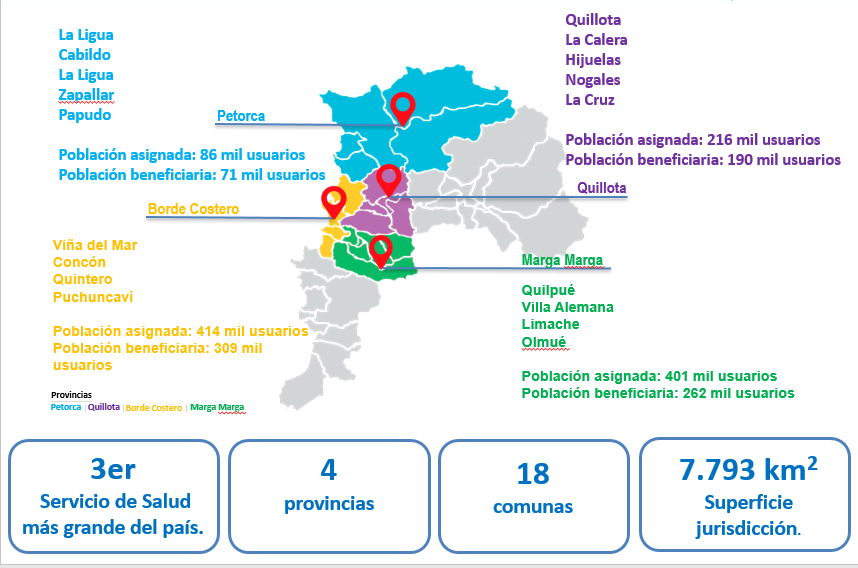 La Ligua
Cabildo
La Ligua
Zapallar
Papudo
Petorca
Población asignada: 86 mil usuarios
Población beneficiaria: 71 mil usuarios
Quillota
La Calera
Hijuelas
Nogales
La Cruz
Población asignada: 216 mil usuarios
Población beneficiaria: 190 mil usuarios
Quillota
Borde Costero
Viña del Mar
Concón
Quintero
Puchuncaví
Población asignada: 414 mil usuarios
Población beneficiaria: 309 mil
usuarios
Marga Marga
Quilpué
Villa Alemana
Limache
Olmué
Población asignada: 401 mil usuarios
Población beneficiaria: 262 mil usuarios
Provincias
Petorca | Quillota | Borde Costero | Marga Marga
3er
Servicio de Salud
más grande del país.
4
provincias
18
comunas
7.793 km²
Superficie
jurisdicción.